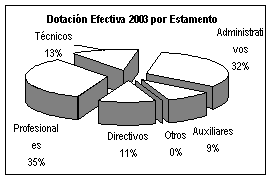 Dotación Efectiva 2003 por Estamento
Técnicos
13%
Administrati
vos
32%
Profesional
es
35%
Directivos
11%
Otros
0%
Auxiliares
9%